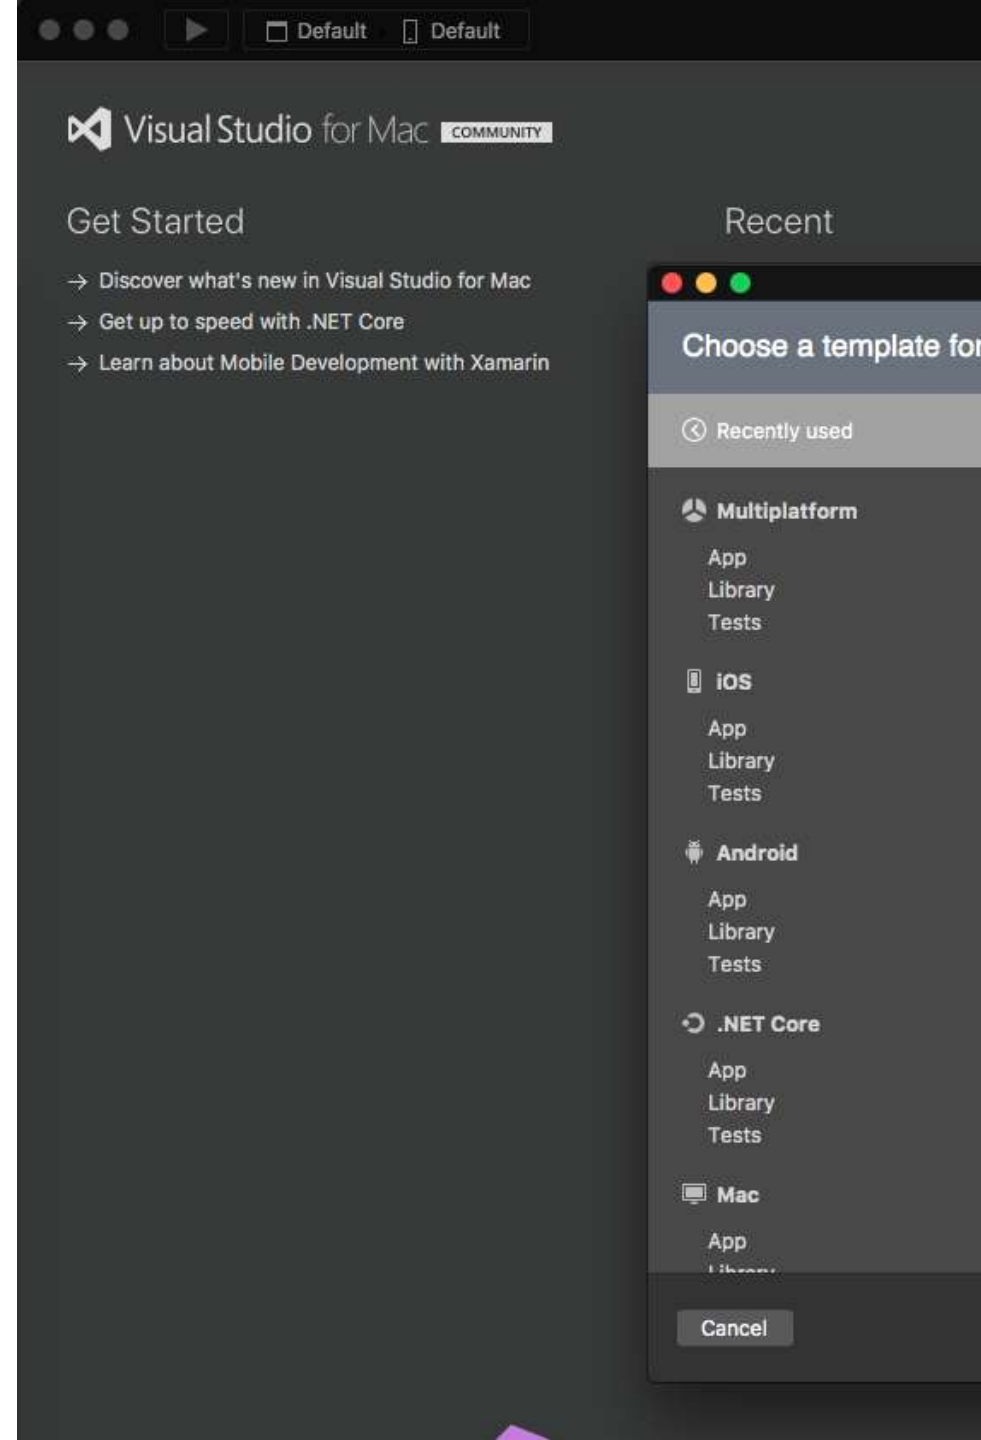 Default Default
Visual Studio for Mac COMMUNITY
Get Started
→ Discover what's new in Visual Studio for Mac
→ Get up to speed with .NET Core
→ Learn about Mobile Development with Xamarin
Recent
Choose a template for
Recently used
Multiplatform
App
Library
Tests
iOS
App
Library
Tests
Android
App
Library
Tests
.NET Core
App
Library
Tests
Mac
App
Library
Cancel